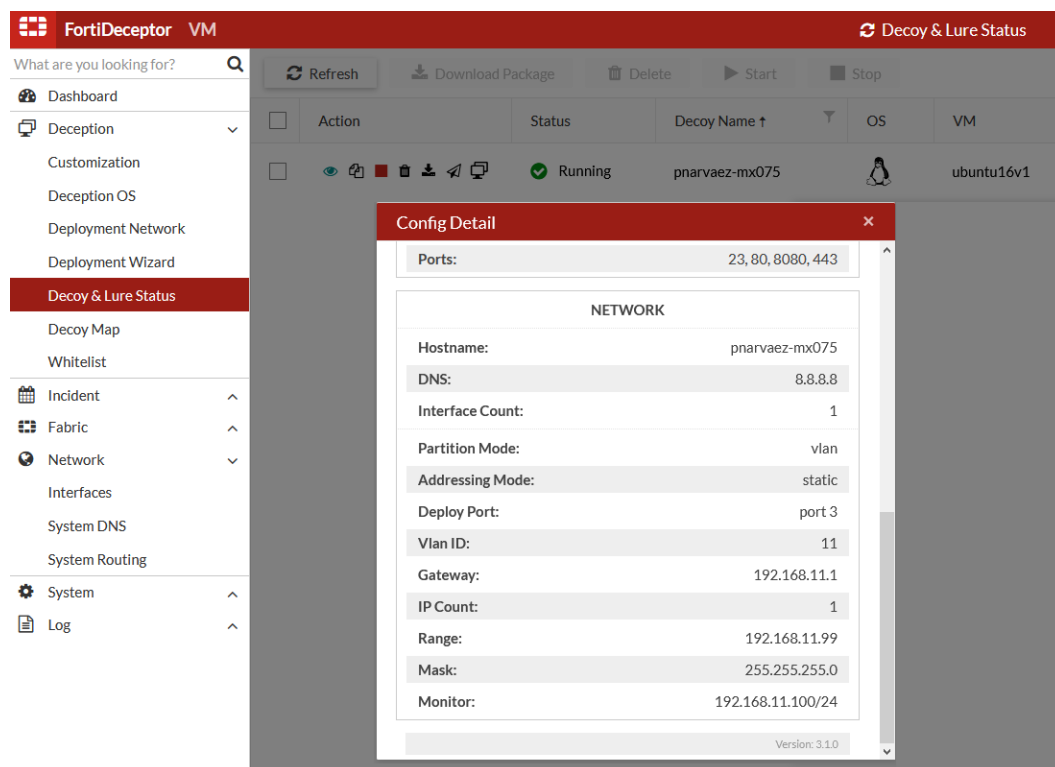 FortiDeceptor VM
Decoy & Lure Status
What are you looking for?
Dashboard
Deception
Customization
Deception OS
Deployment Network
Deployment Wizard
Decoy & Lure Status
Decoy Map
Whitelist
Incident
Fabric
Network
Interfaces
System DNS
System Routing
System
Log
Refresh Download Package Delete Start Stop
Action Status Decoy Name OS VM
Running pnarvaez-mx075 ubuntu16v1
Config Detail ×
Ports: 23, 80, 8080, 443
NETWORK
Hostname: pnarvaez-mx075
DNS: 8.8.8.8
Interface Count: 1
Partition Mode: vlan
Addressing Mode: static
Deploy Port: port 3
Vlan ID: 11
Gateway: 192.168.11.1
IP Count: 1
Range: 192.168.11.99
Mask: 255.255.255.0
Monitor: 192.168.11.100/24
Version: 3.1.0